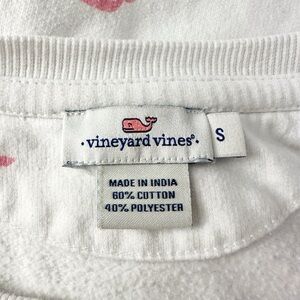 ·vineyard vines®·
S
MADE IN INDIA
60% COTTON
40% POLYESTER